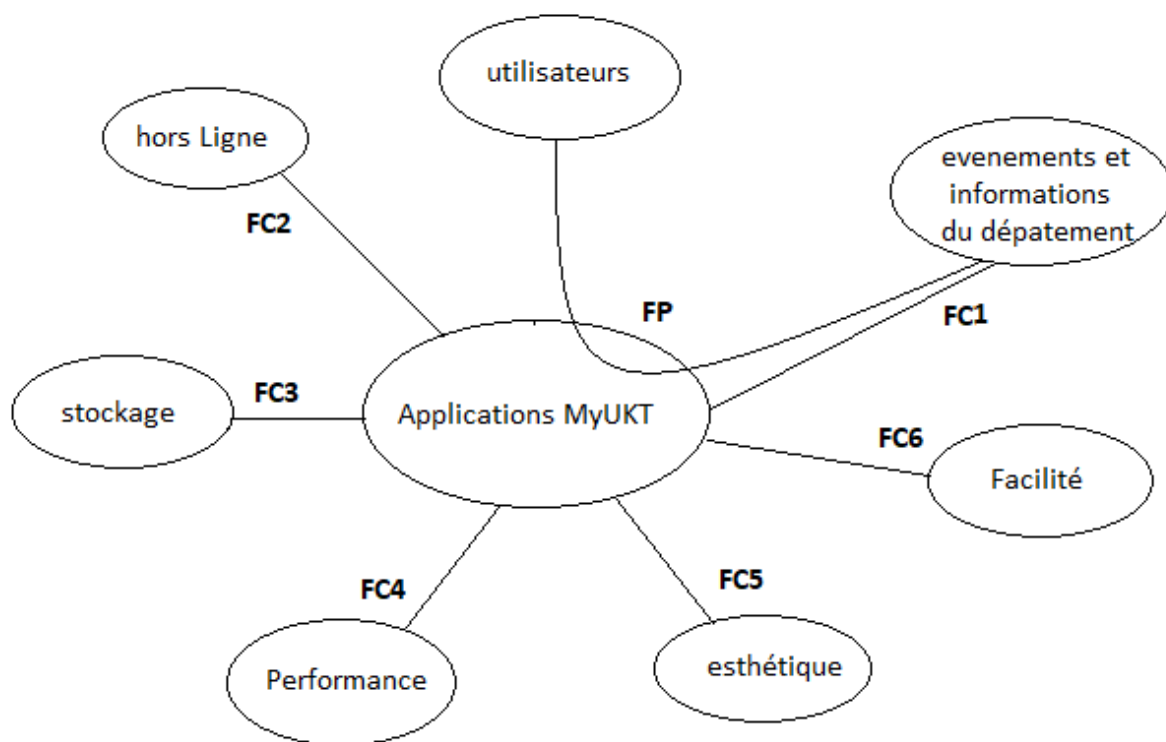 utilisateurs
hors Ligne
evenements et
informations
du dépatement
FC2
FP
FC1
stockage
FC3
Applications MyUKT
FC6
Facilité
FC4
FC5
Performance
esthétique